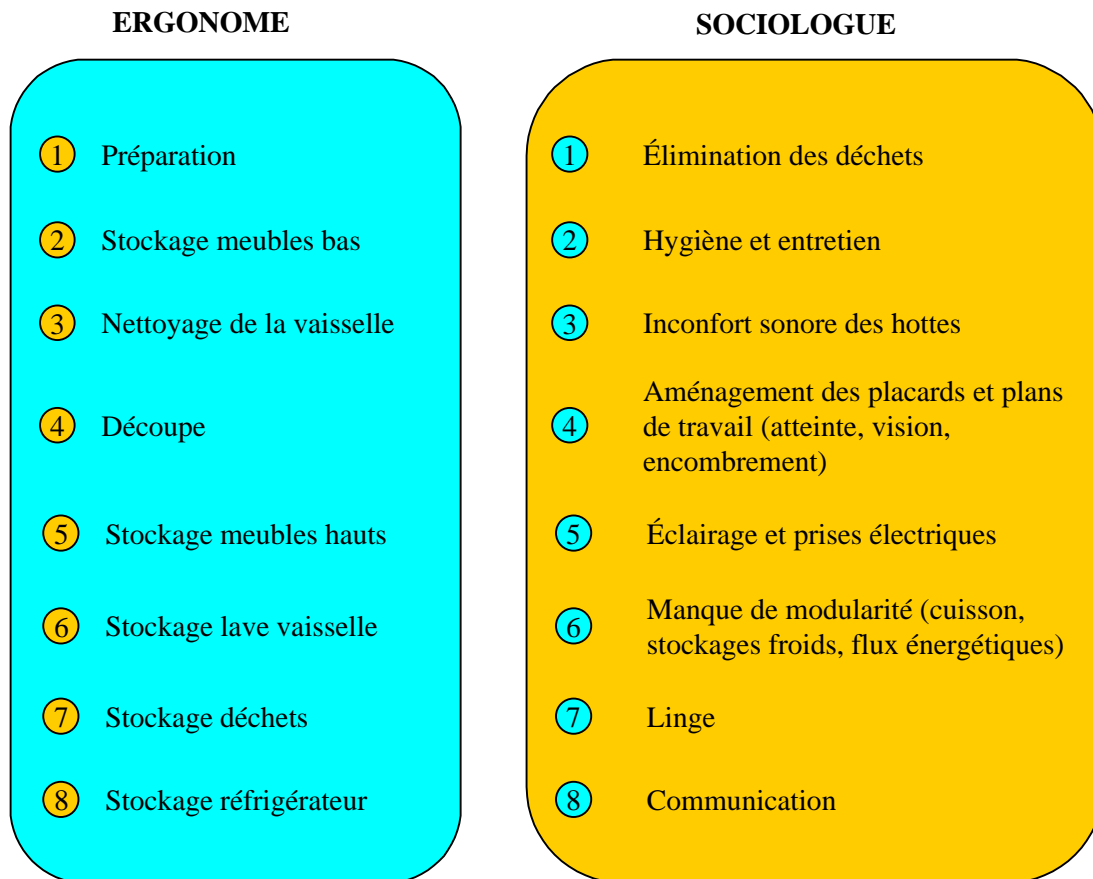 ERGONOME
1 Préparation
2 Stockage meubles bas
3 Nettoyage de la vaisselle
4 Découpe
5 Stockage meubles hauts
6 Stockage lave vaisselle
7 Stockage déchets
8 Stockage réfrigérateur
SOCIOLOGUE
1 Élimination des déchets
2 Hygiène et entretien
3 Inconfort sonore des hottes
4 Aménagement des placards et plans
de travail (atteinte, vision,
encombrement)
5 Éclairage et prises électriques
6 Manque de modularité (cuisson,
stockages froids, flux énergétiques)
7 Linge
8 Communication